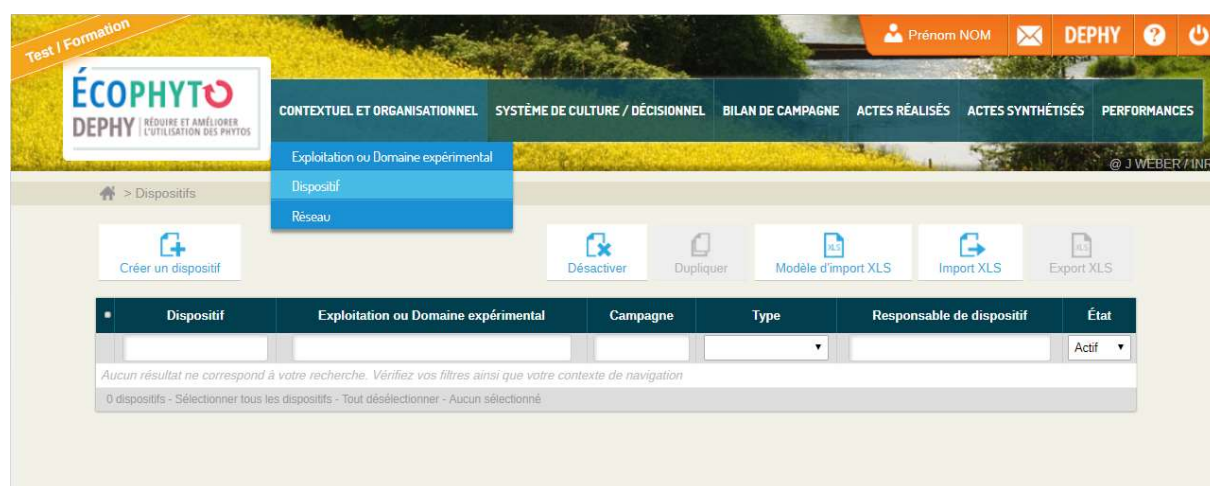 Test / Formation
Prénom NOM
DEPHY
?
ÉCOPHYTO
DEPHY
RÉDUIRE ET AMÉLIORER
L'UTILISATION DES PHYTOS
CONTEXTUEL ET ORGANISATIONNEL
SYSTÈME DE CULTURE / DÉCISIONNEL
BILAN DE CAMPAGNE
ACTES RÉALISÉS
ACTES SYNTHÉTISÉS
PERFORMANCES
Exploitation ou Domaine expérimental
Dispositif
Réseau
@ J WEBER / INR
> Dispositifs
Créer un dispositif
Désactiver
Dupliquer
XLS
Modèle d'import XLS
Import XLS
XLS
Export XLS
Dispositif
Exploitation ou Domaine expérimental
Campagne
Type
Responsable de dispositif
État
Actif
Aucun résultat ne correspond à votre recherche. Vérifiez vos filtres ainsi que votre contexte de navigation
0 dispositifs - Sélectionner tous les dispositifs - Tout désélectionner - Aucun sélectionné